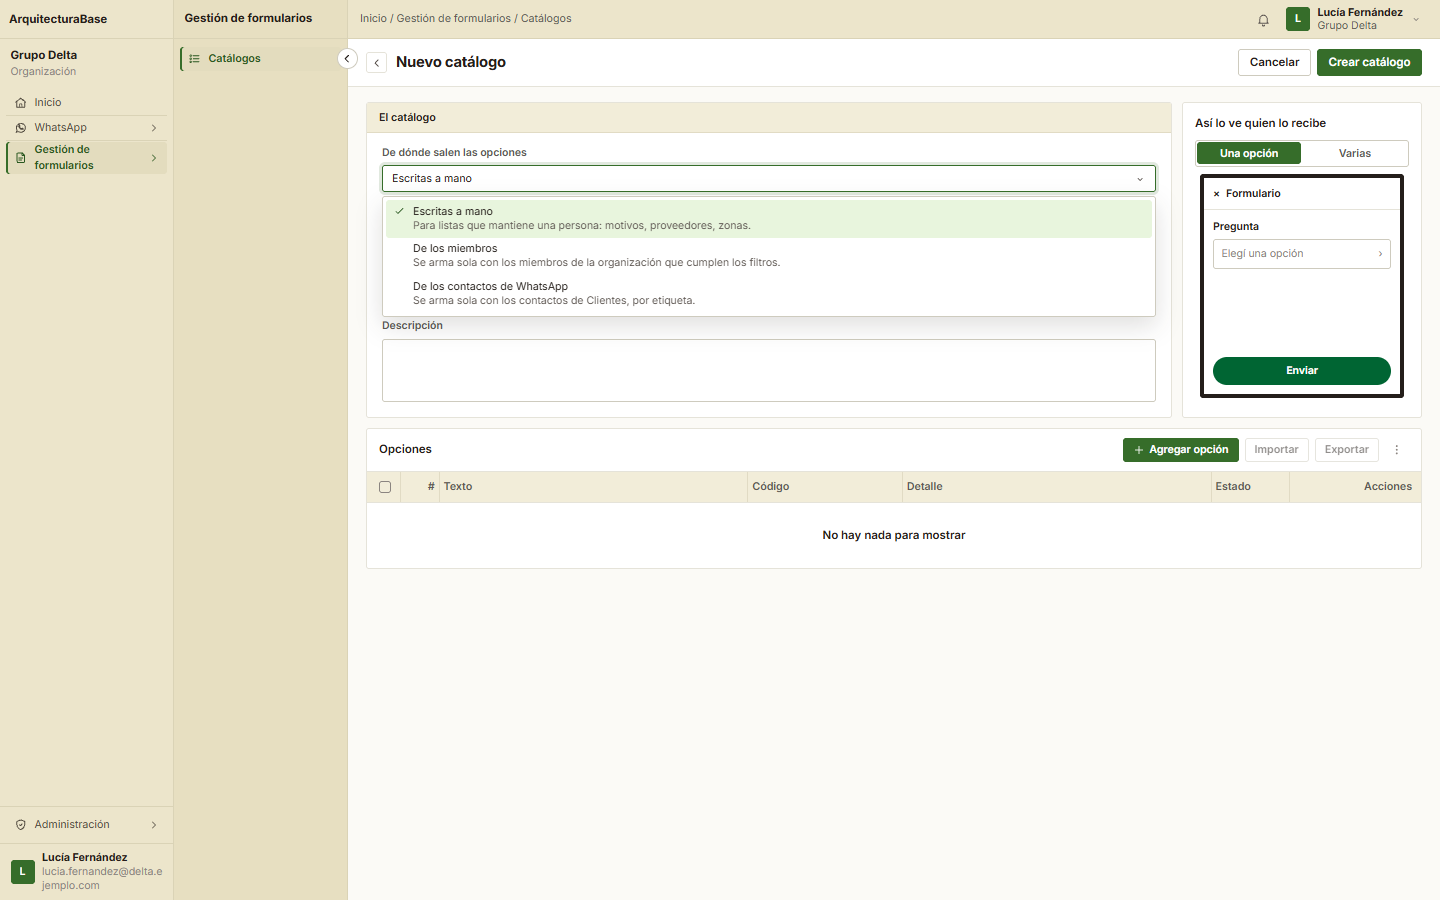 ArquitecturaBase
Grupo Delta
Organización
Inicio
WhatsApp
Gestión de
formularios
Administración
L
Lucía Fernández
lucia.fernandez@delta.e
jemplo.com
Gestión de formularios
Catálogos
Inicio / Gestión de formularios / Catálogos
L
Lucía Fernández
Grupo Delta
Nuevo catálogo
Cancelar
Crear catálogo
El catálogo
De dónde salen las opciones
Escritas a mano
Escritas a mano
Para listas que mantiene una persona: motivos, proveedores, zonas.
De los miembros
Se arma sola con los miembros de la organización que cumplen los filtros.
De los contactos de WhatsApp
Se arma sola con los contactos de Clientes, por etiqueta.
Descripción
Así lo ve quien lo recibe
Una opción
Varias
× Formulario
Pregunta
Elegí una opción ›
Enviar
Opciones
+ Agregar opción
Importar
Exportar
# Texto Código Detalle Estado Acciones
No hay nada para mostrar